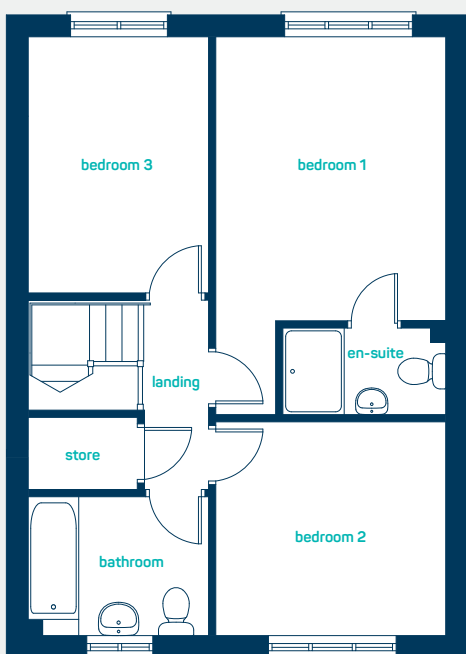 bedroom 3
bedroom 1
en-suite
landing
store
bedroom 2
bathroom